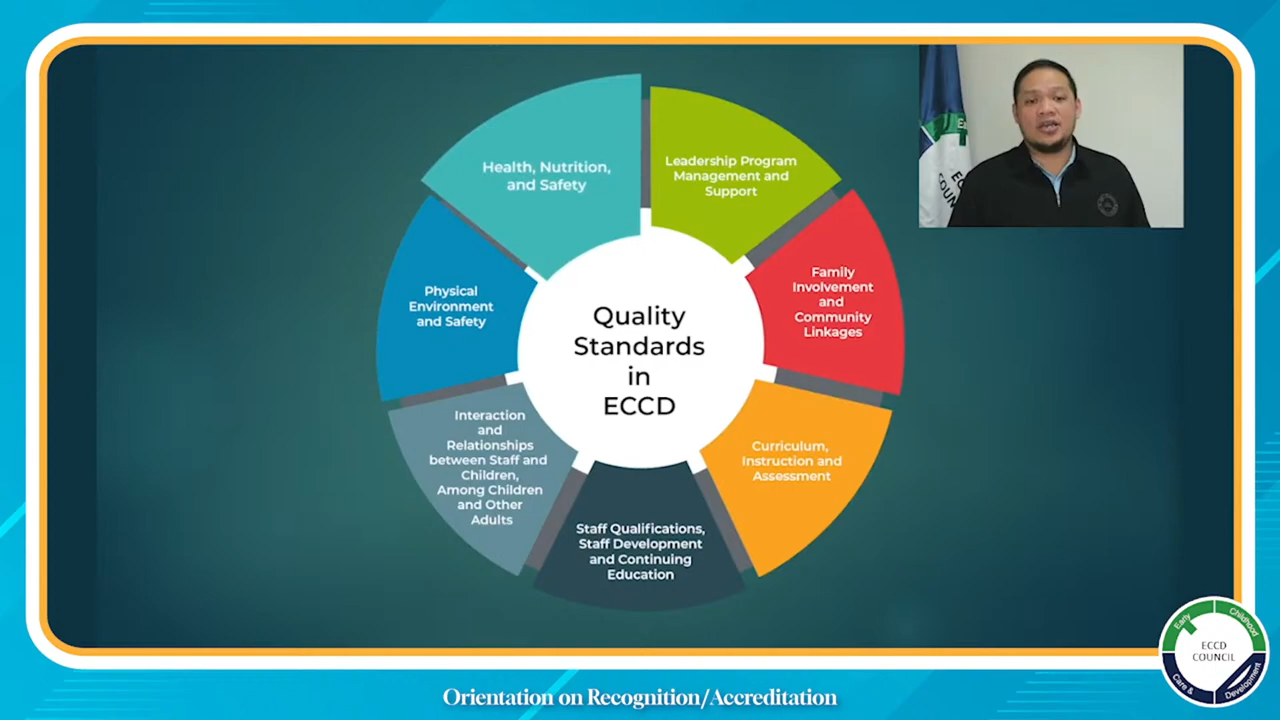 Health, Nutrition,
and Safety
Leadership Program
Management and
Support
Family
Involvement
and
Community
Linkages
Physical
Environment
and Safety
Quality
Standards
in
ECCD
Interaction
and
Relationships
between Staff and
Children,
Among Children
and Other
Adults
Curriculum,
Instruction and
Assessment
Staff Qualifications,
Staff Development
and Continuing
Education
Early
Childhood
ECCD
COUNCIL
Care &
Development
Orientation on Recognition/Accreditation